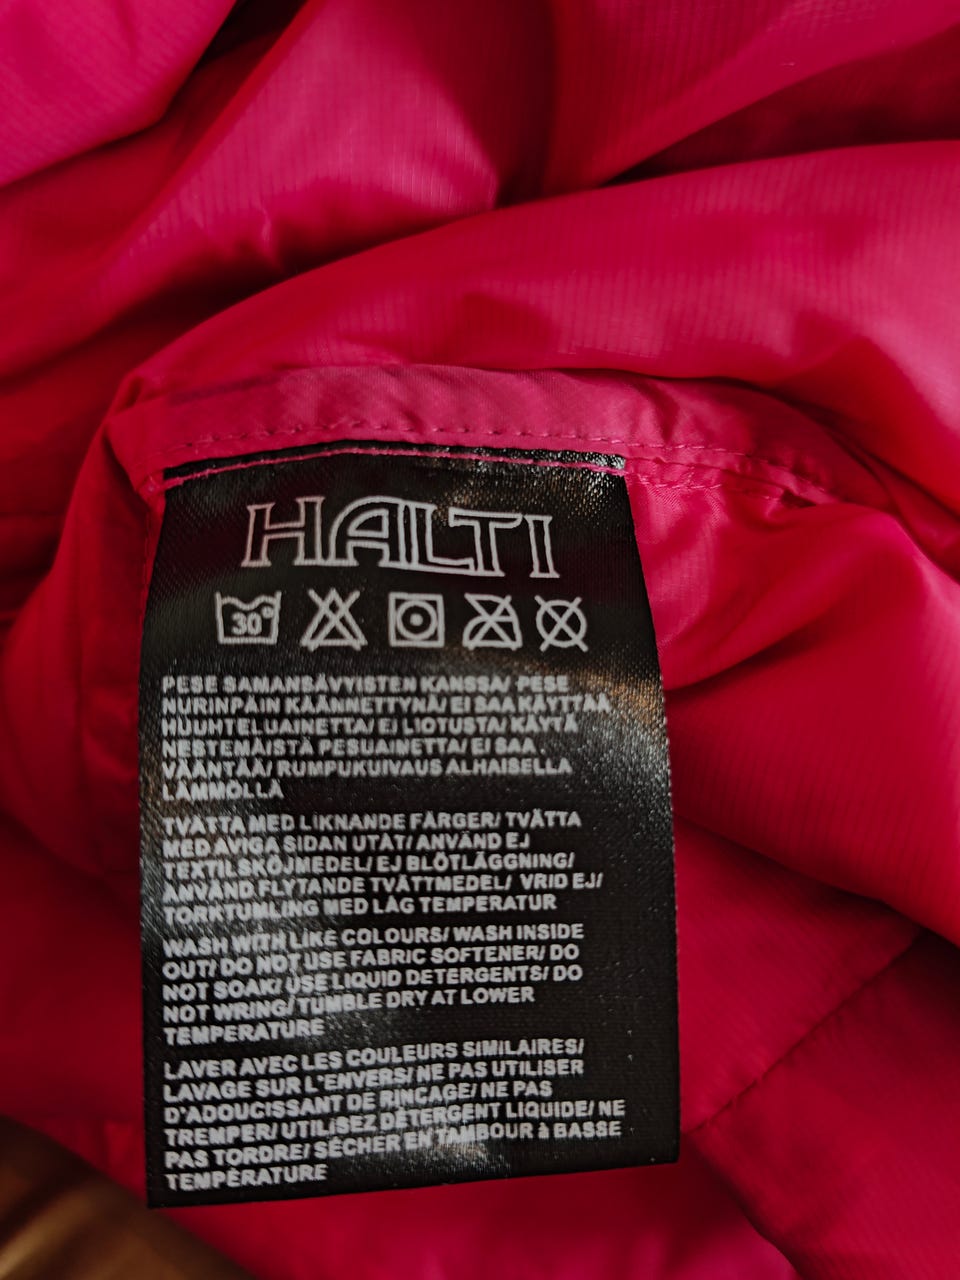 HALTI
30°
PESE SAMANSÄVYISTEN KANSSA/ PESE
NURINPÄIN KÄÄNNETTYNÄ/ EI SAA KÄYTTÄÄ
HUUHTELUAINETTA/ EI LIOTUSTA/ KÄYTÄ
NESTEMÄISTÄ PESUAINETTA/ EI SAA
VÄÄNTÄÄ/ RUMPUKUIVAUS ALHAISELLA
LÄMMÖLLÄ
TVÄTTA MED LIKNANDE FÄRGER/ TVÄTTA
MED AVIGA SIDAN UTÅT/ ANVÄND EJ
TEXTILSKÖJMEDEL/ EJ BLÖTLÄGGNING/
ANVÄND FLYTANDE TVÄTTMEDEL/ VRID EJ/
TORKTUMLING MED LÅG TEMPERATUR
WASH WITH LIKE COLOURS/ WASH INSIDE
OUT/ DO NOT USE FABRIC SOFTENER/ DO
NOT SOAK/ USE LIQUID DETERGENTS/ DO
NOT WRING/ TUMBLE DRY AT LOWER
TEMPERATURE
LAVER AVEC LES COULEURS SIMILAIRES/
LAVAGE SUR L'ENVERS/ NE PAS UTILISER
D'ADOUCISSANT DE RINÇAGE/ NE PAS
TREMPER/ UTILISEZ DÉTERGENT LIQUIDE/ NE
PAS TORDRE/ SÉCHER EN TAMBOUR à BASSE
TEMPÉRATURE